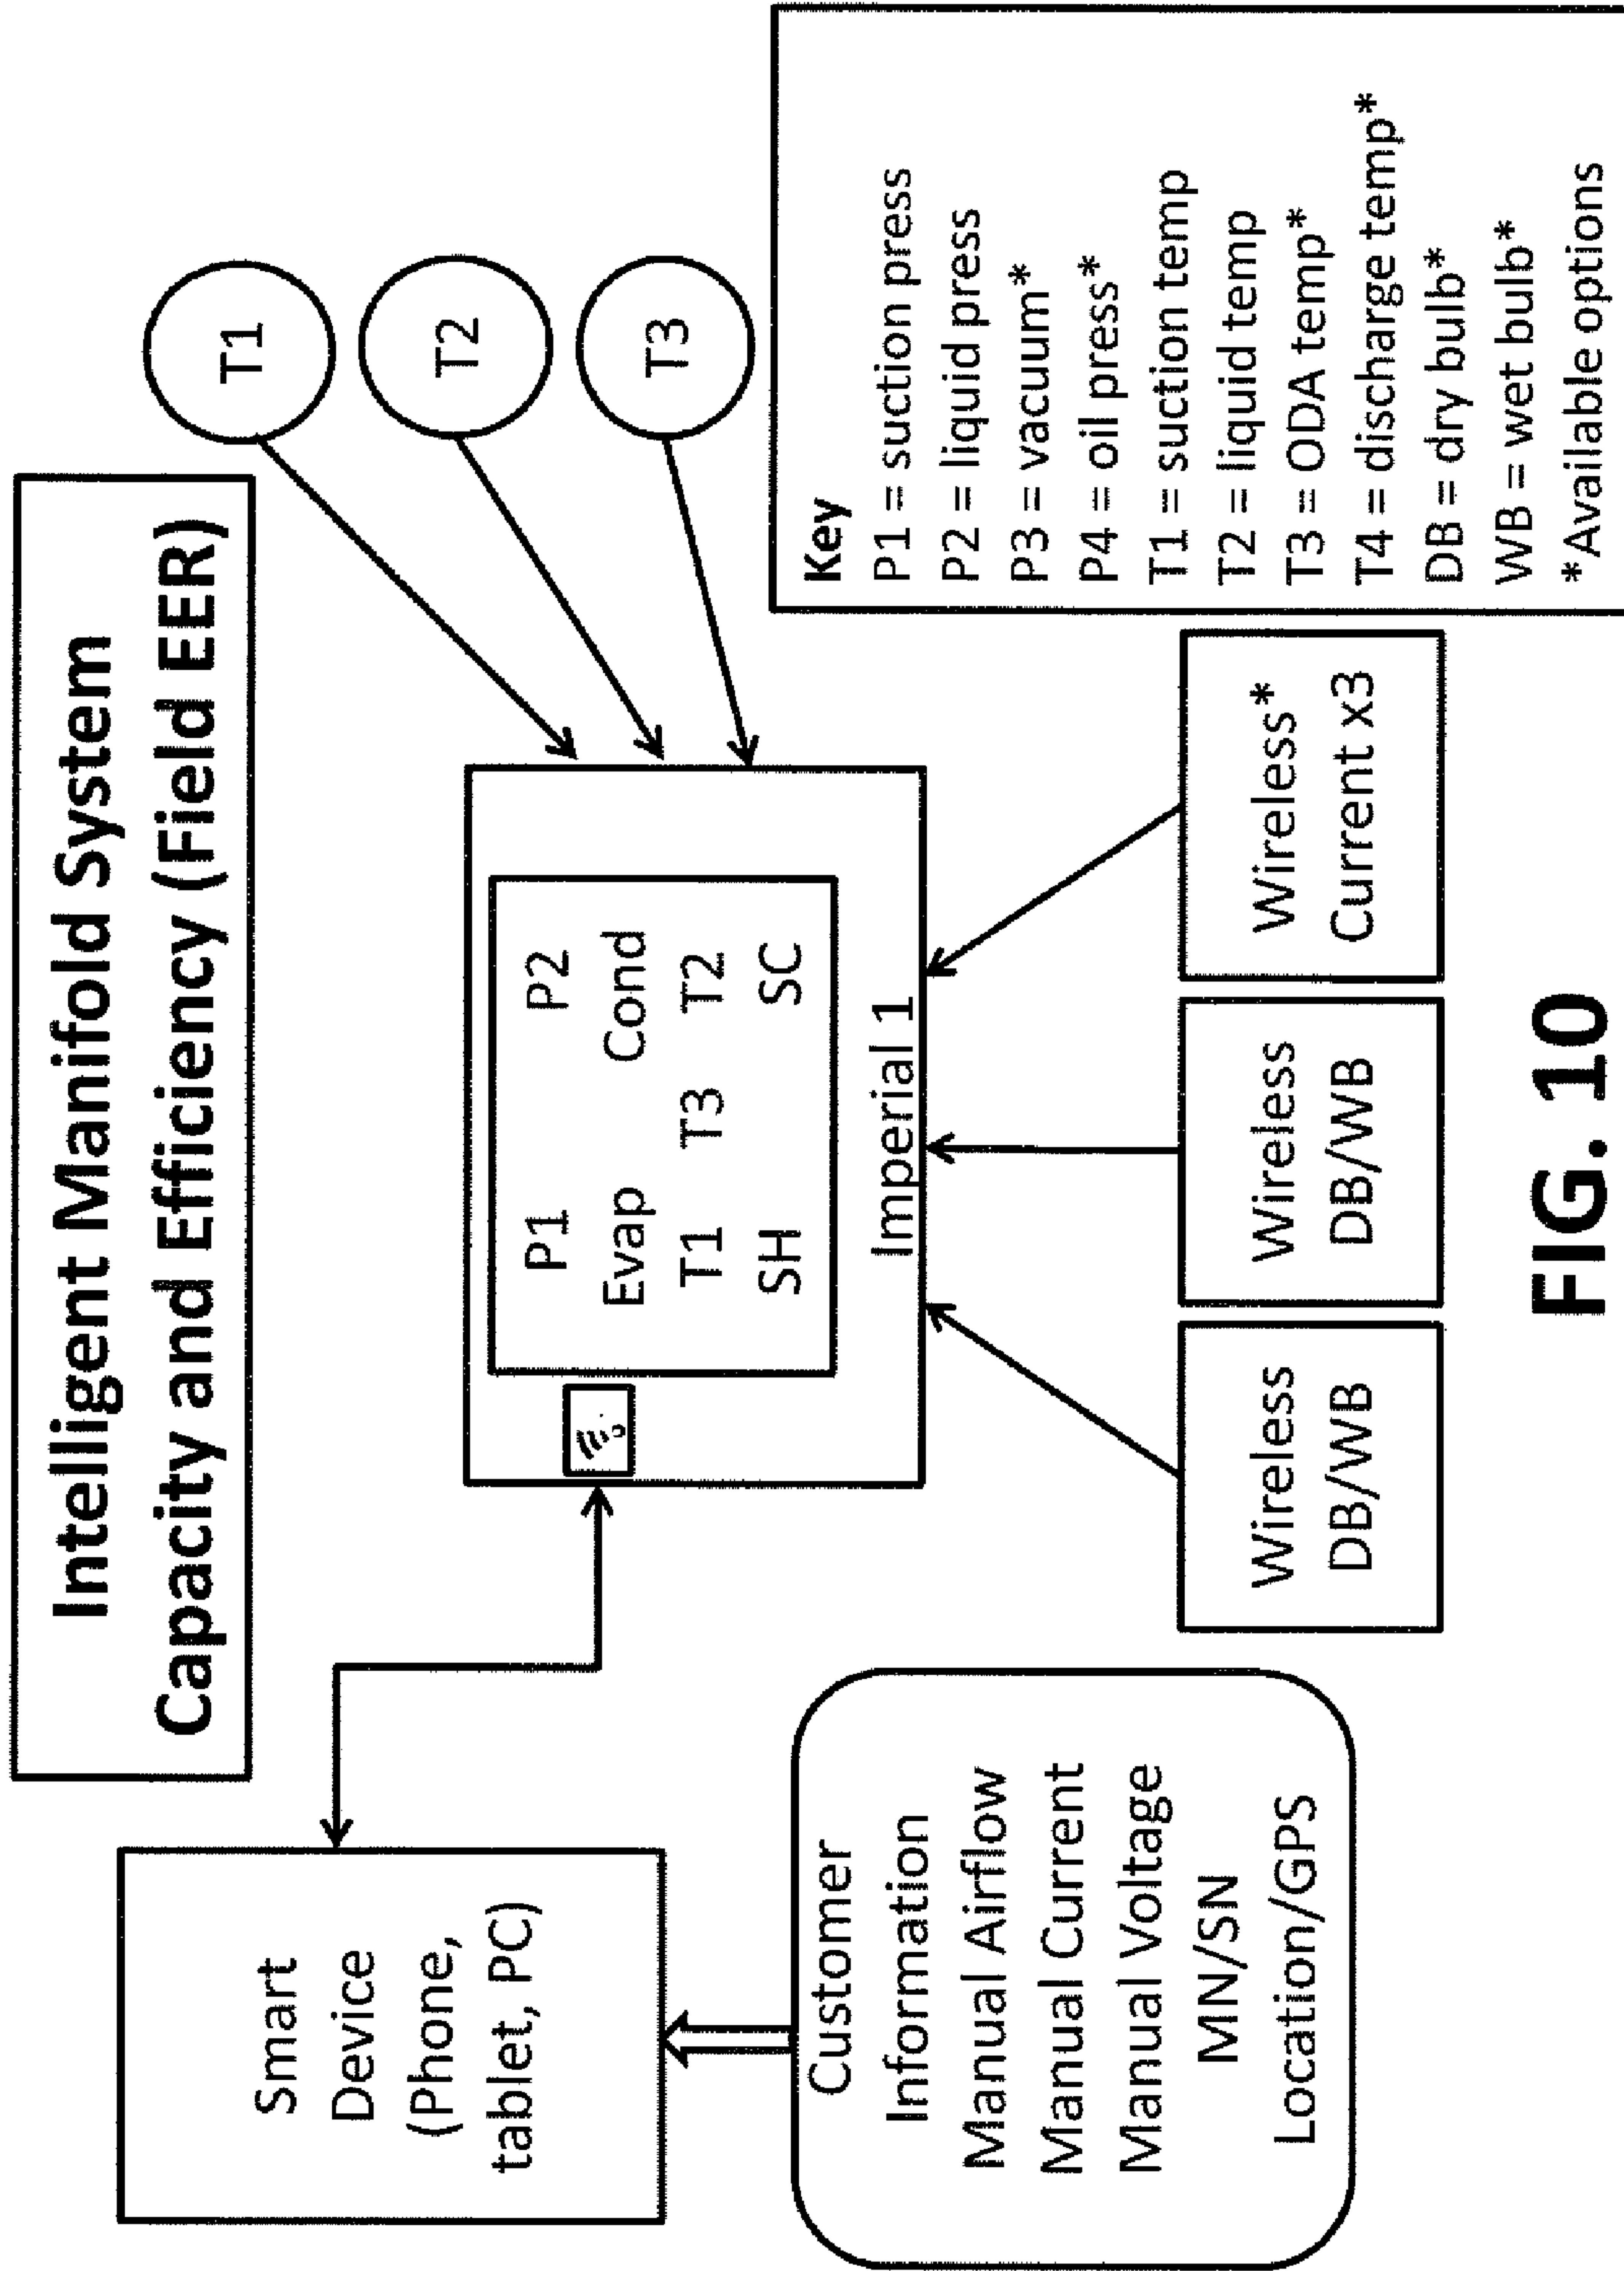 Intelligent Manifold System
Capacity and Efficiency (Field EER)
Smart
Device
(Phone,
tablet, PC)
P1 P2
Evap Cond
T1 T3 T2
SH SC
Imperial 1
T1
T2
T3
Customer
Information
Manual Airflow
Manual Current
Manual Voltage
MN/SN
Location/GPS
Wireless
DB/WB
Wireless
DB/WB
Wireless*
Current x3
Key
P1 = suction press
P2 = liquid press
P3 = vacuum*
P4 = oil press*
T1 = suction temp
T2 = liquid temp
T3 = ODA temp*
T4 = discharge temp*
DB = dry bulb*
WB = wet bulb*
*Available options
FIG. 10